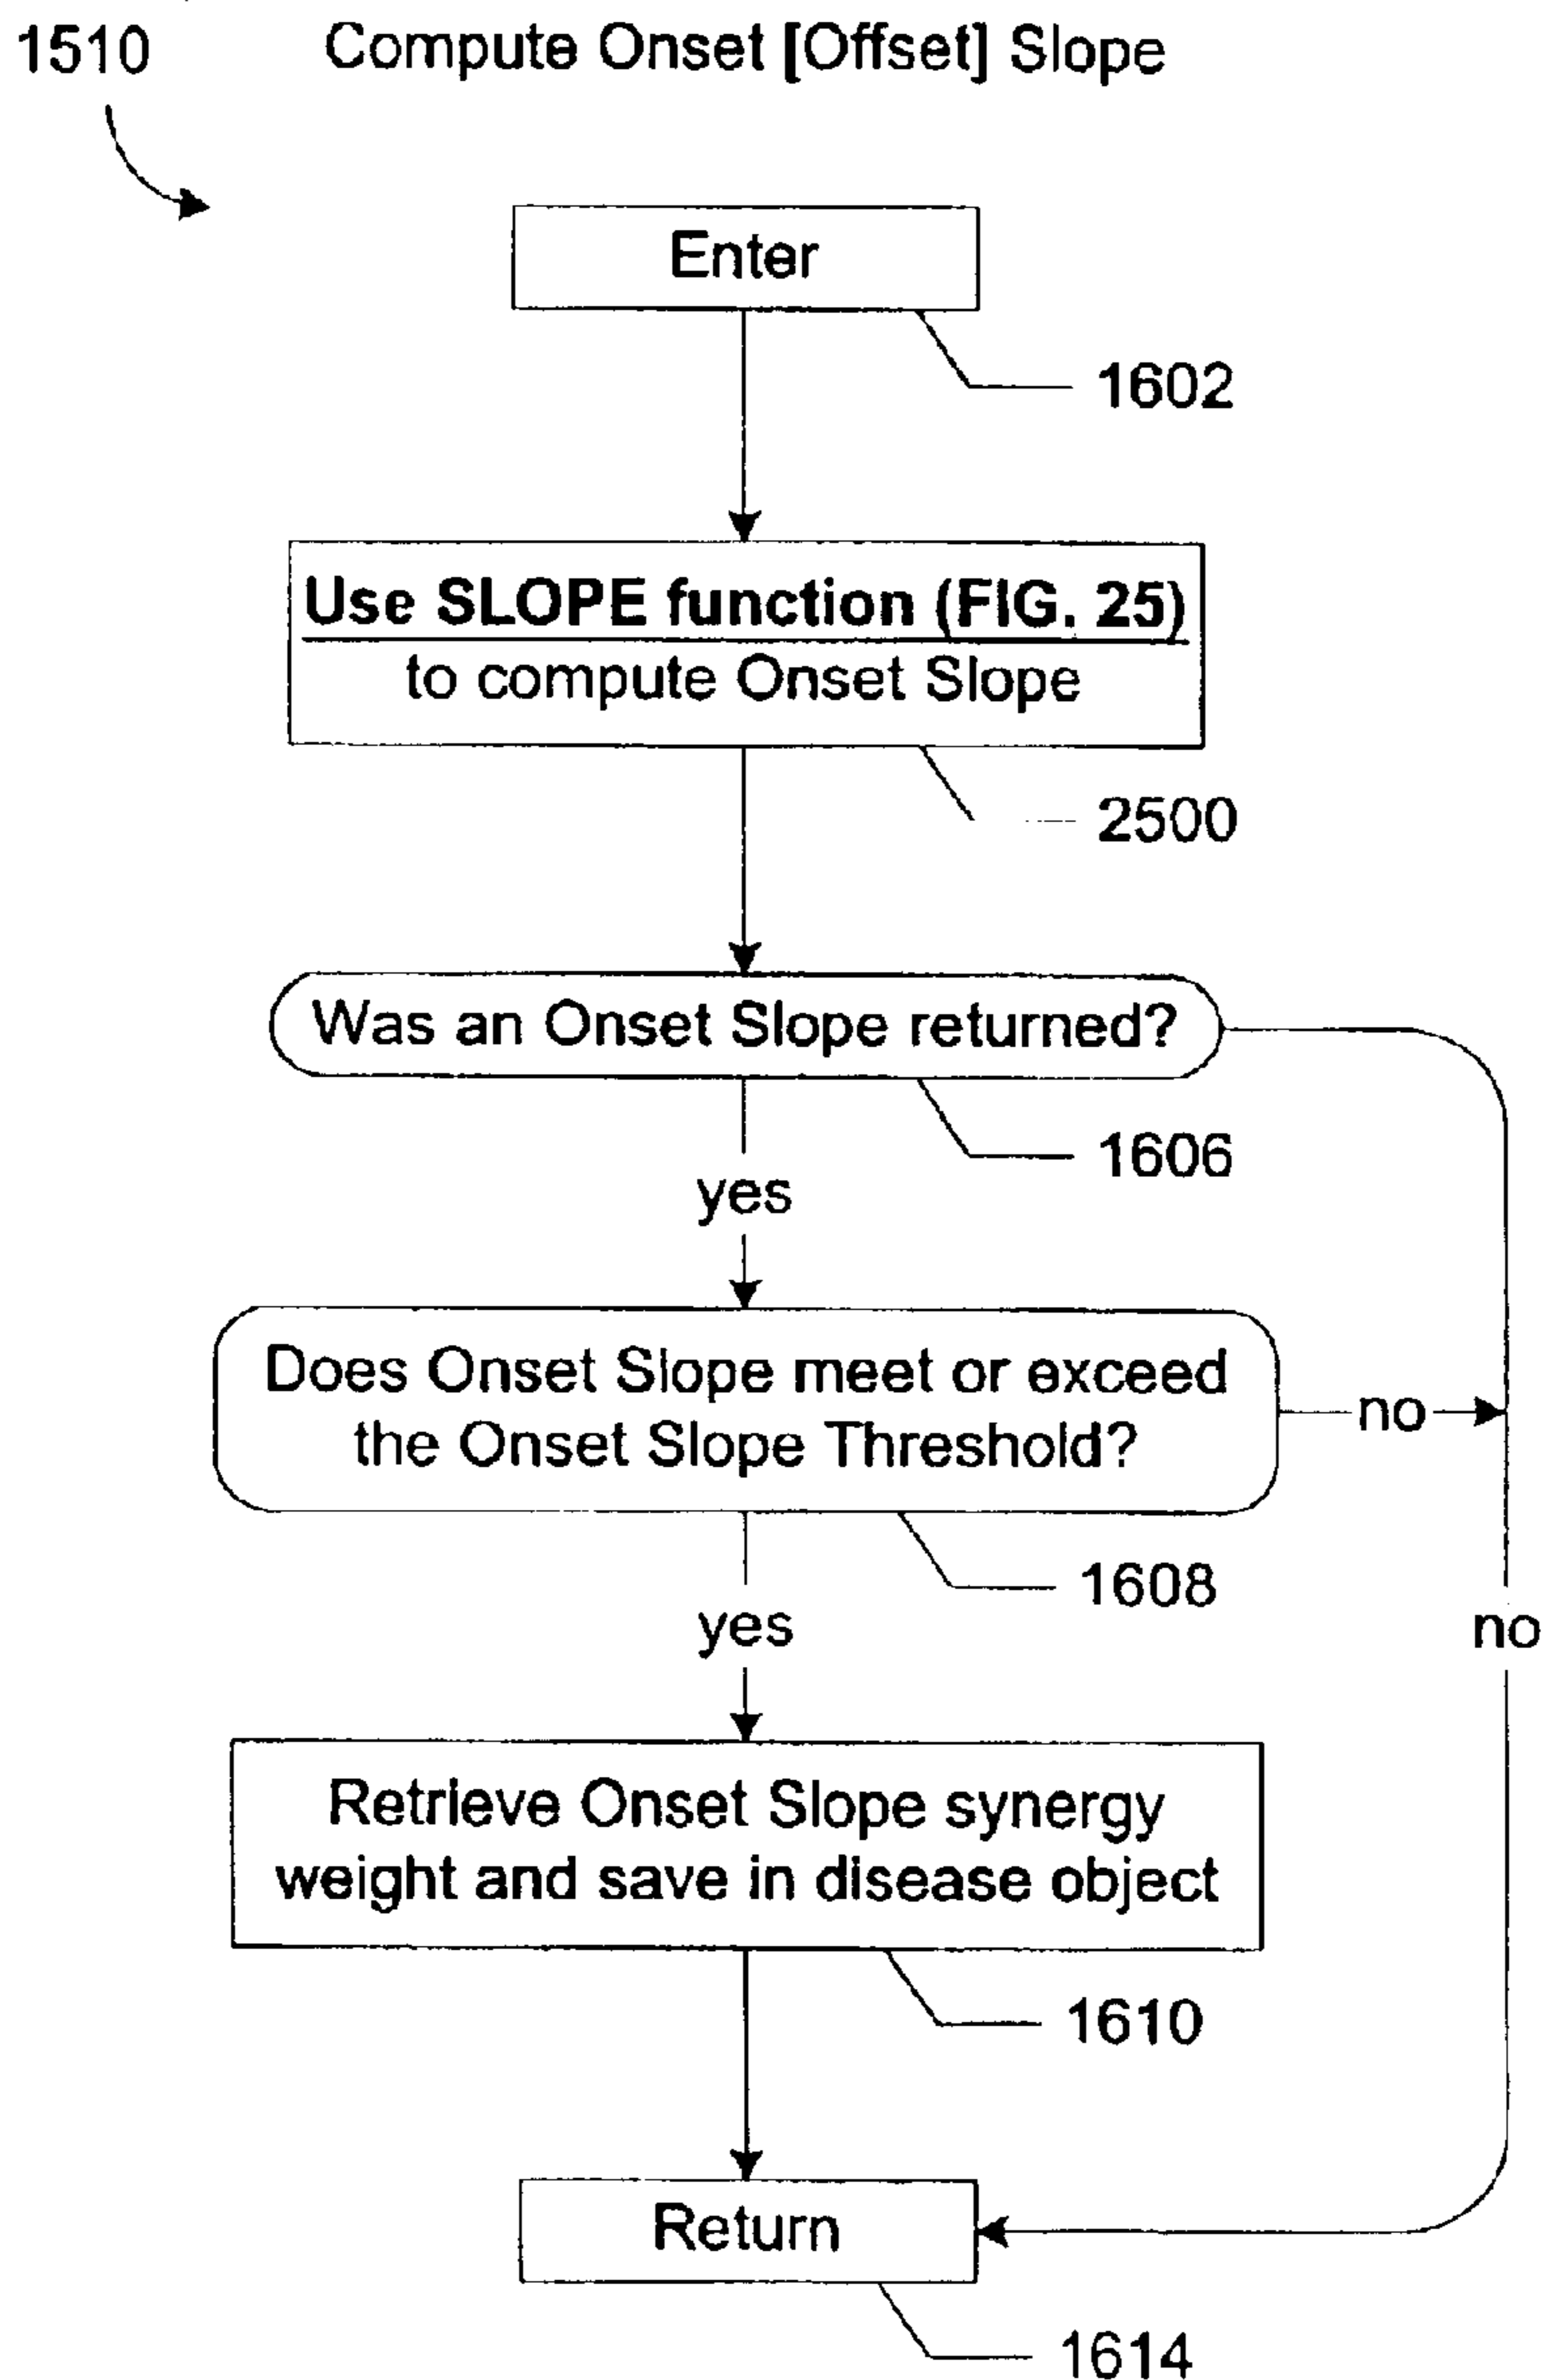 1510
Compute Onset [Offset] Slope
Enter
1602
Use SLOPE function (FIG. 25)
to compute Onset Slope
2500
Was an Onset Slope returned?
1606
yes
Does Onset Slope meet or exceed
the Onset Slope Threshold?
no
1608
yes
no
Retrieve Onset Slope synergy
weight and save in disease object
1610
Return
1614